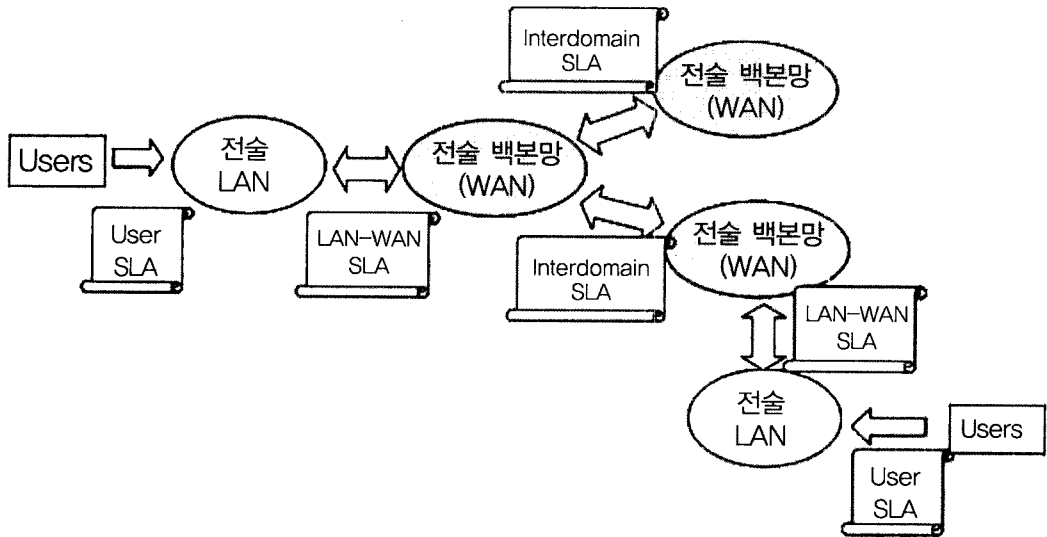 Interdomain
SLA
전술 백본망
(WAN)
Users
전술
LAN
전술 백본망
(WAN)
User
SLA
LAN-WAN
SLA
Interdomain
SLA
전술 백본망
(WAN)
LAN-WAN
SLA
전술
LAN
Users
User
SLA